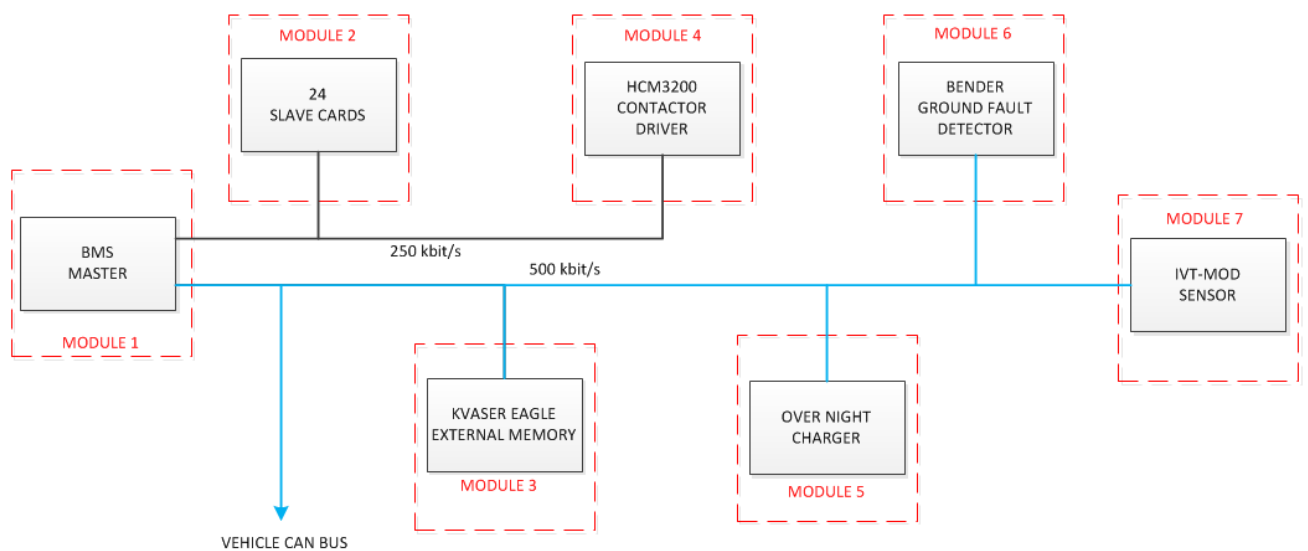 MODULE 2
24
SLAVE CARDS
MODULE 4
HCM3200
CONTACTOR
DRIVER
MODULE 6
BENDER
GROUND FAULT
DETECTOR
BMS
MASTER
MODULE 1
250 kbit/s
500 kbit/s
MODULE 7
IVT-MOD
SENSOR
KVASER EAGLE
EXTERNAL MEMORY
MODULE 3
OVER NIGHT
CHARGER
MODULE 5
VEHICLE CAN BUS